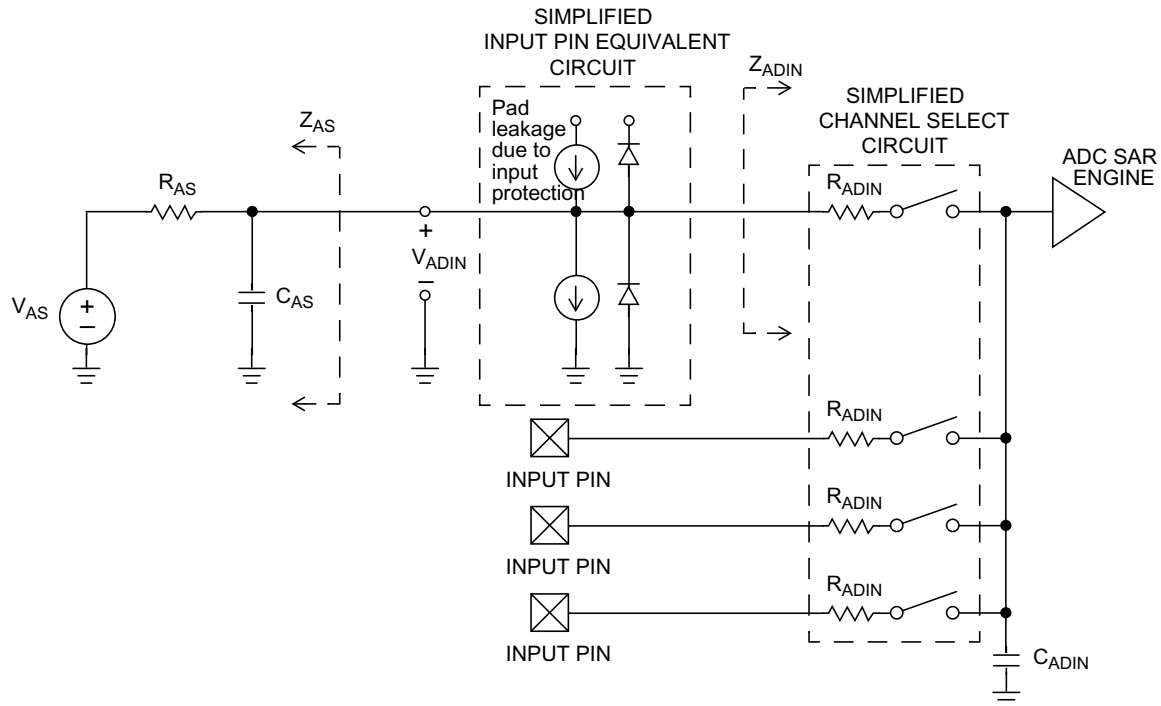 SIMPLIFIED
INPUT PIN EQUIVALENT
CIRCUIT
Z_ADIN
SIMPLIFIED
CHANNEL SELECT
CIRCUIT
ADC SAR
ENGINE
Pad
leakage
due to
input
protection
Z_AS
R_AS
R_ADIN
+
V_ADIN
–
V_AS
+
–
C_AS
R_ADIN
INPUT PIN
R_ADIN
INPUT PIN
R_ADIN
INPUT PIN
C_ADIN